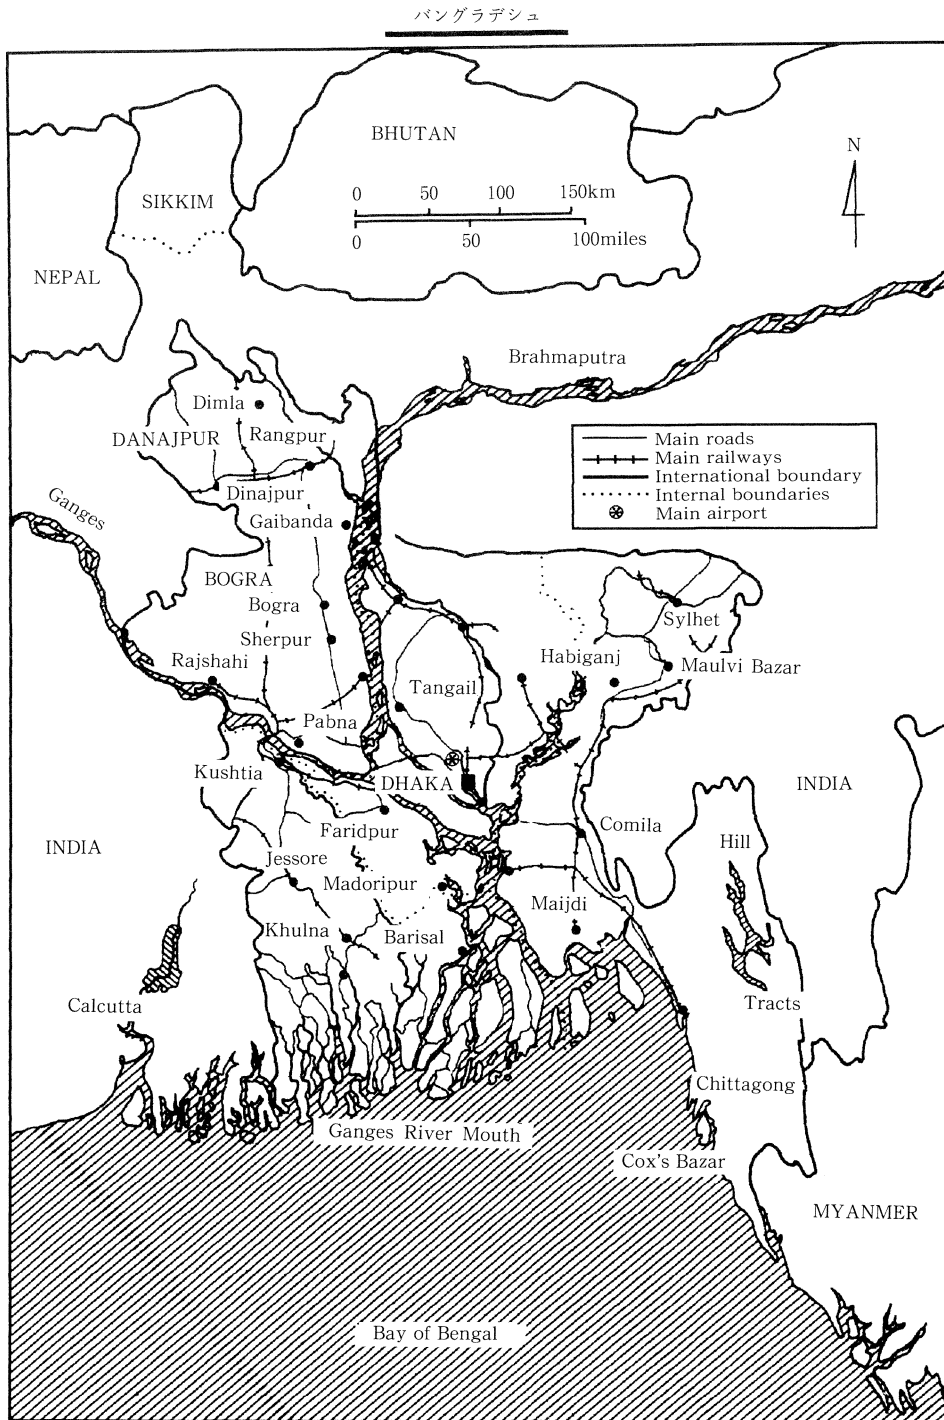 バングラデシュ
BHUTAN
N
0 50 100 150km
SIKKIM
0 50 100miles
NEPAL
Brahmaputra
Dimla
DANAJPUR
Rangpur
Main roads
Main railways
International boundary
Internal boundaries
Main airport
Dinajpur
Ganges
Gaibanda
BOGRA
Bogra
Sylhet
Sherpur
Habiganj
Rajshahi
Maulvi Bazar
Tangail
Pabna
Kushtia
DHAKA
INDIA
Faridpur
Comila
Hill
INDIA
Jessore
Madoripur
Maijdi
Khulna
Barisal
Calcutta
Tracts
Chittagong
Ganges River Mouth
Cox's Bazar
MYANMER
Bay of Bengal